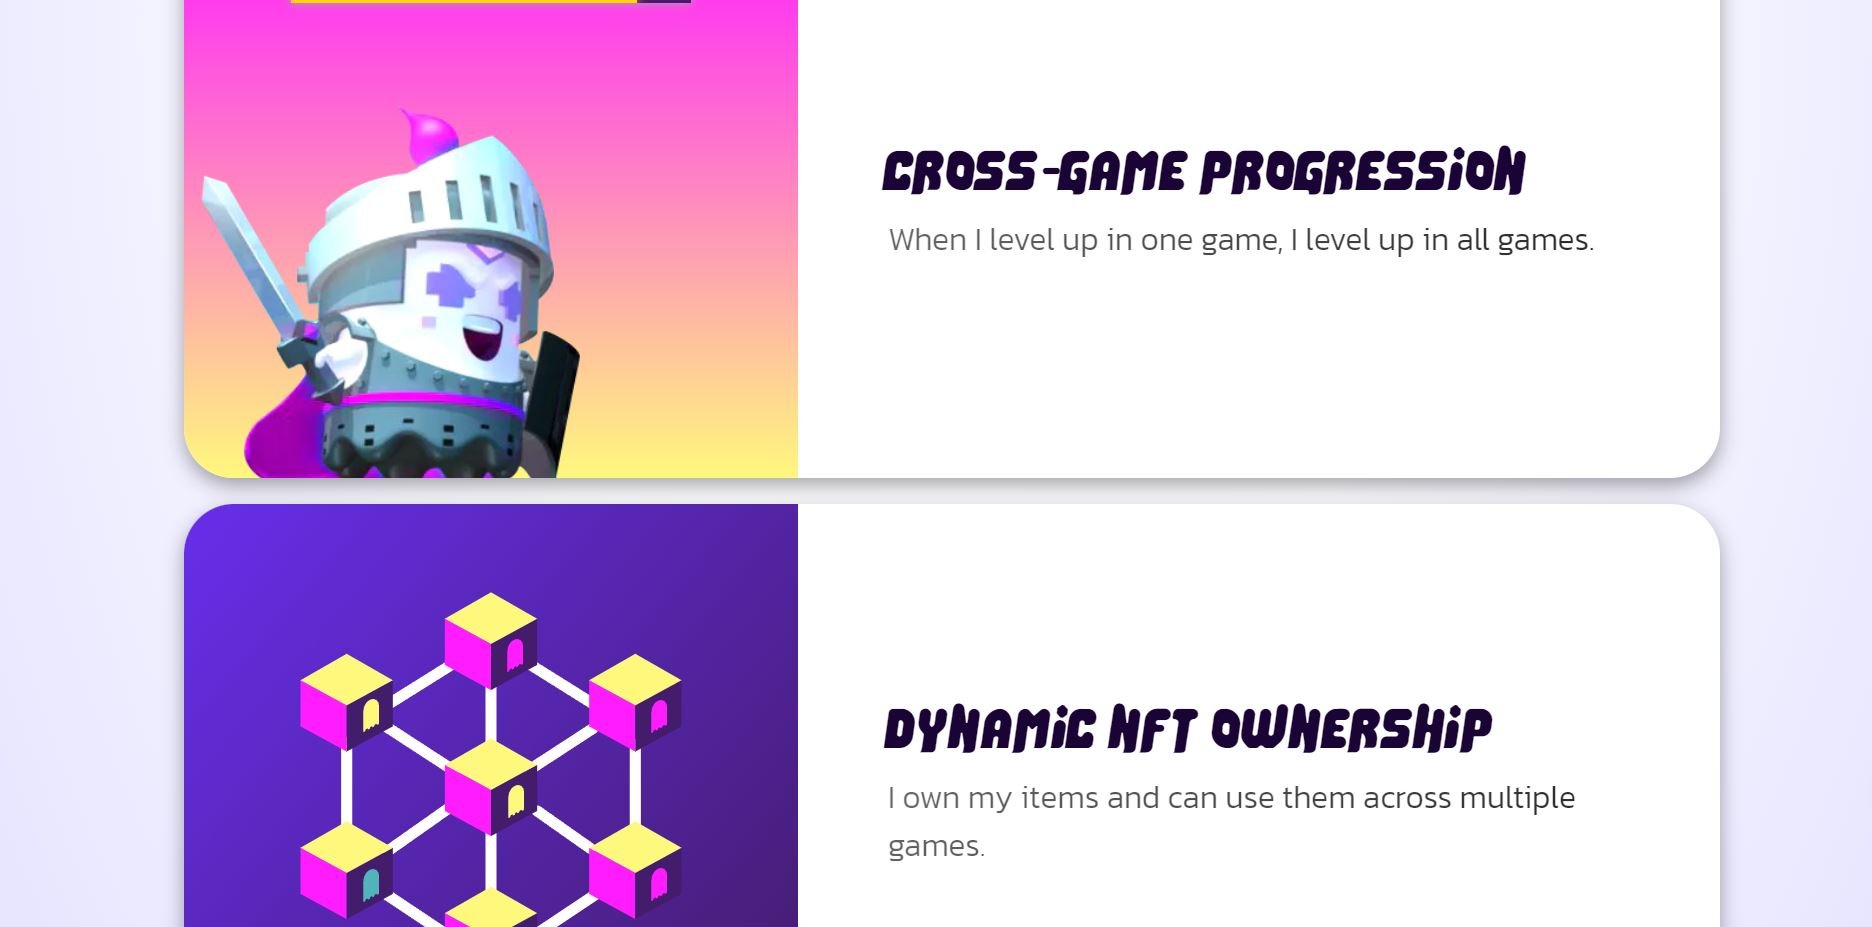 CROSS-GAME PROGRESSiON
When I level up in one game, I level up in all games.
DYNAMiC NFT OWNERSHiP
I own my items and can use them across multiple
games.